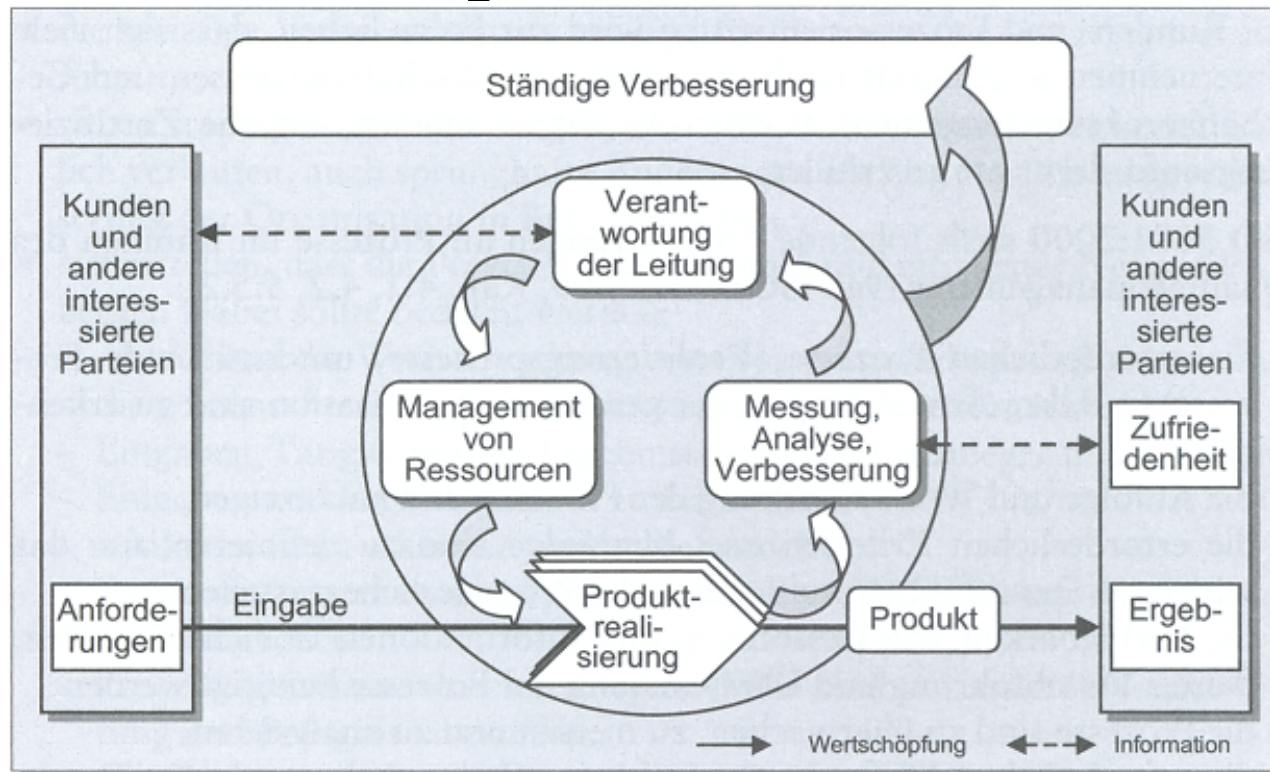 Ständige Verbesserung
Kunden
und
andere
interes-
sierte
Parteien
Anforde-
rungen
Eingabe
Verant-
wortung
der Leitung
Management
von
Ressourcen
Messung,
Analyse,
Verbesserung
Produkt-
reali-
sierung
Produkt
Kunden
und
andere
interes-
sierte
Parteien
Zufrie-
denheit
Ergeb-
nis
Wertschöpfung
Information